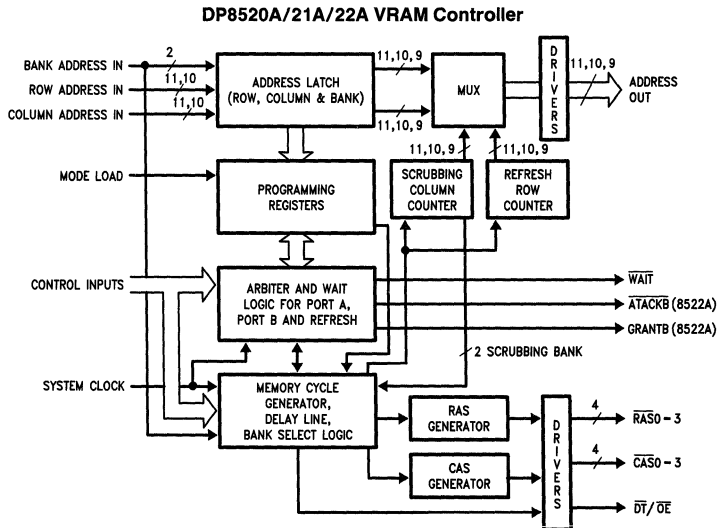 DP8520A/21A/22A VRAM Controller
BANK ADDRESS IN
2
ROW ADDRESS IN
11,10
COLUMN ADDRESS IN
11,10
ADDRESS LATCH
(ROW, COLUMN & BANK)
11,10,9
11,10,9
MUX
DRIVERS
11,10,9
ADDRESS
OUT
11,10,9
11,10,9
MODE LOAD
PROGRAMMING
REGISTERS
SCRUBBING
COLUMN
COUNTER
REFRESH
ROW
COUNTER
CONTROL INPUTS
ARBITER AND WAIT
LOGIC FOR PORT A,
PORT B AND REFRESH
WAIT
ATACKB (8522A)
GRANTB (8522A)
2 SCRUBBING BANK
SYSTEM CLOCK
MEMORY CYCLE
GENERATOR,
DELAY LINE,
BANK SELECT LOGIC
RAS
GENERATOR
CAS
GENERATOR
DRIVERS
4
RAS0-3
4
CAS0-3
DT/OE